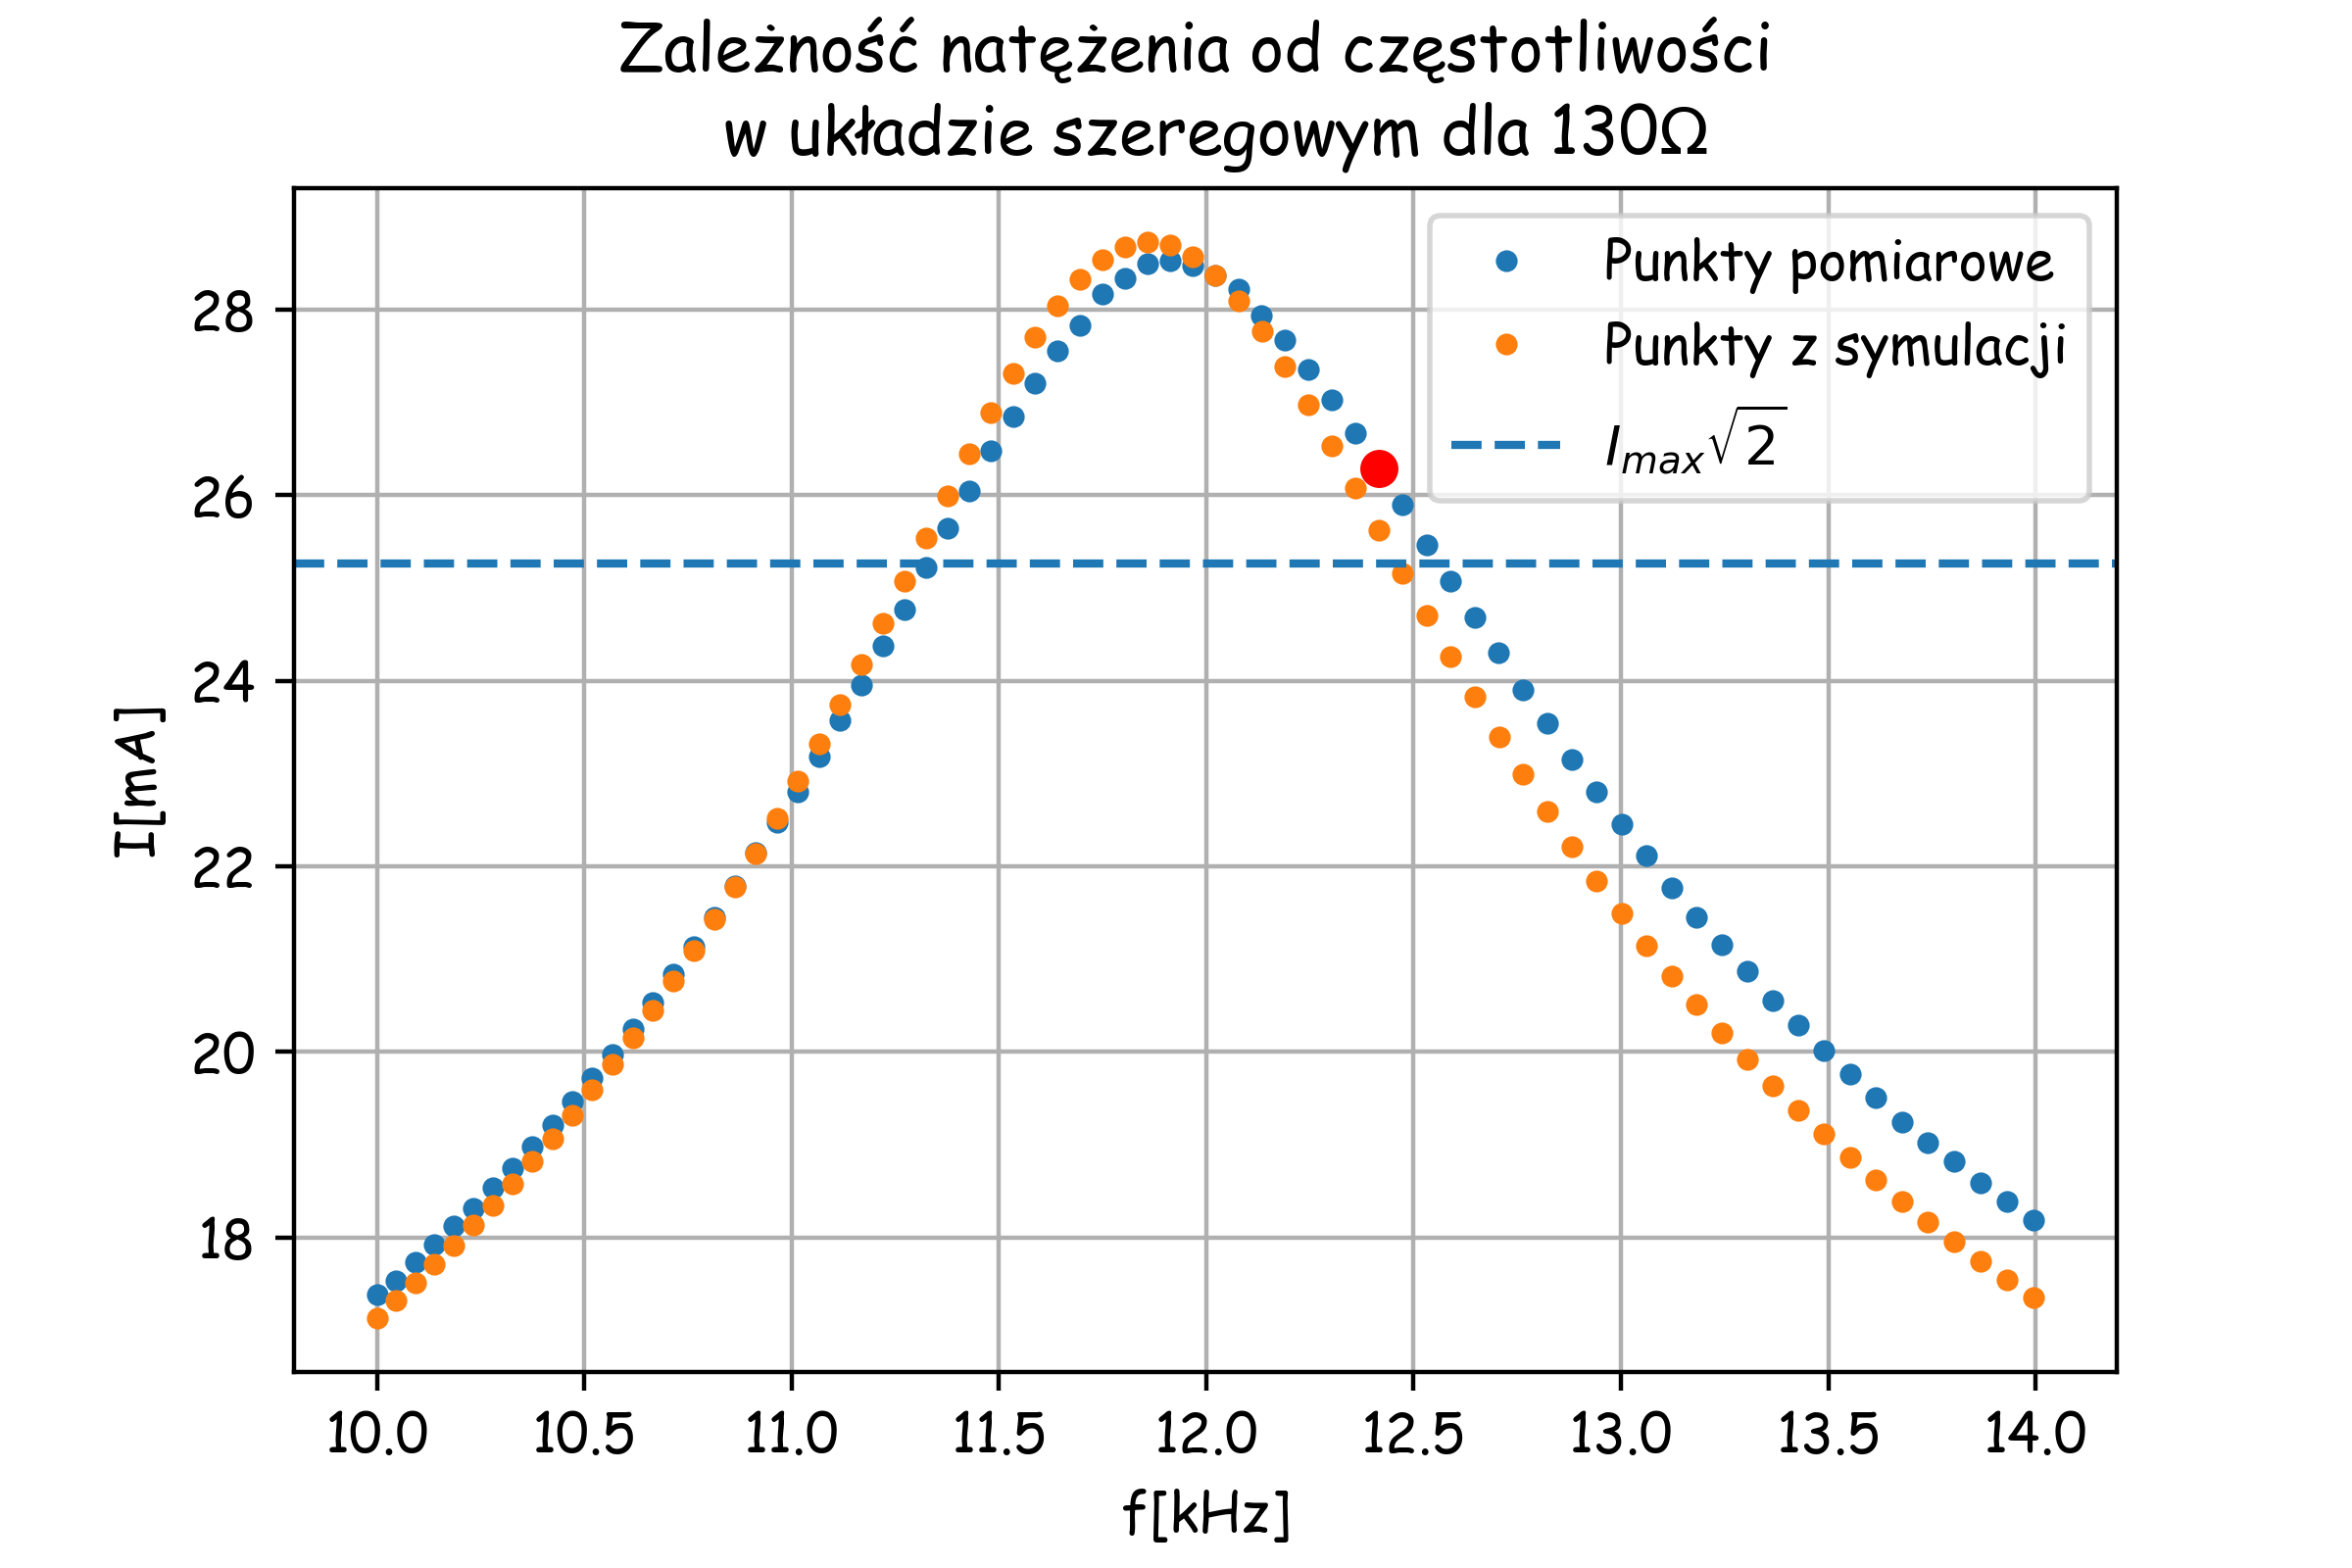 Zależność natężenia od częstotliwości
w układzie szeregowym dla 130Ω
Punkty pomiarowe
Punkty z symulacji
I_max√2
I[mA]
28
26
24
22
20
18
10.0 10.5 11.0 11.5 12.0 12.5 13.0 13.5 14.0
f[kHz]